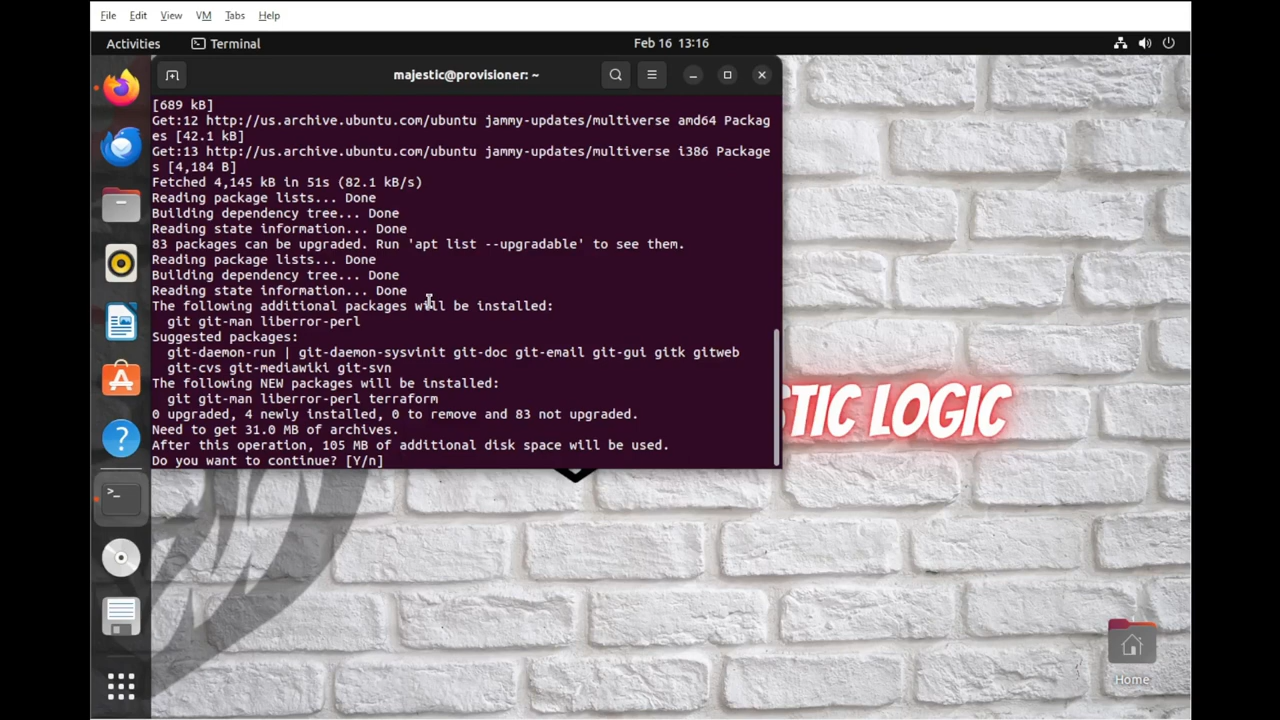 File Edit View VM Tabs Help
Activities Terminal Feb 16 13:16
majestic@provisioner: ~
[689 kB]
Get:12 http://us.archive.ubuntu.com/ubuntu jammy-updates/multiverse amd64 Packag
es [42.1 kB]
Get:13 http://us.archive.ubuntu.com/ubuntu jammy-updates/multiverse i386 Package
s [4,184 B]
Fetched 4,145 kB in 51s (82.1 kB/s)
Reading package lists... Done
Building dependency tree... Done
Reading state information... Done
83 packages can be upgraded. Run 'apt list --upgradable' to see them.
Reading package lists... Done
Building dependency tree... Done
Reading state information... Done
The following additional packages will be installed:
git git-man liberror-perl
Suggested packages:
git-daemon-run | git-daemon-sysvinit git-doc git-email git-gui gitk gitweb
git-cvs git-mediawiki git-svn
The following NEW packages will be installed:
git git-man liberror-perl terraform
0 upgraded, 4 newly installed, 0 to remove and 83 not upgraded.
Need to get 31.0 MB of archives.
After this operation, 105 MB of additional disk space will be used.
Do you want to continue? [Y/n]
STIC LOGIC
Home